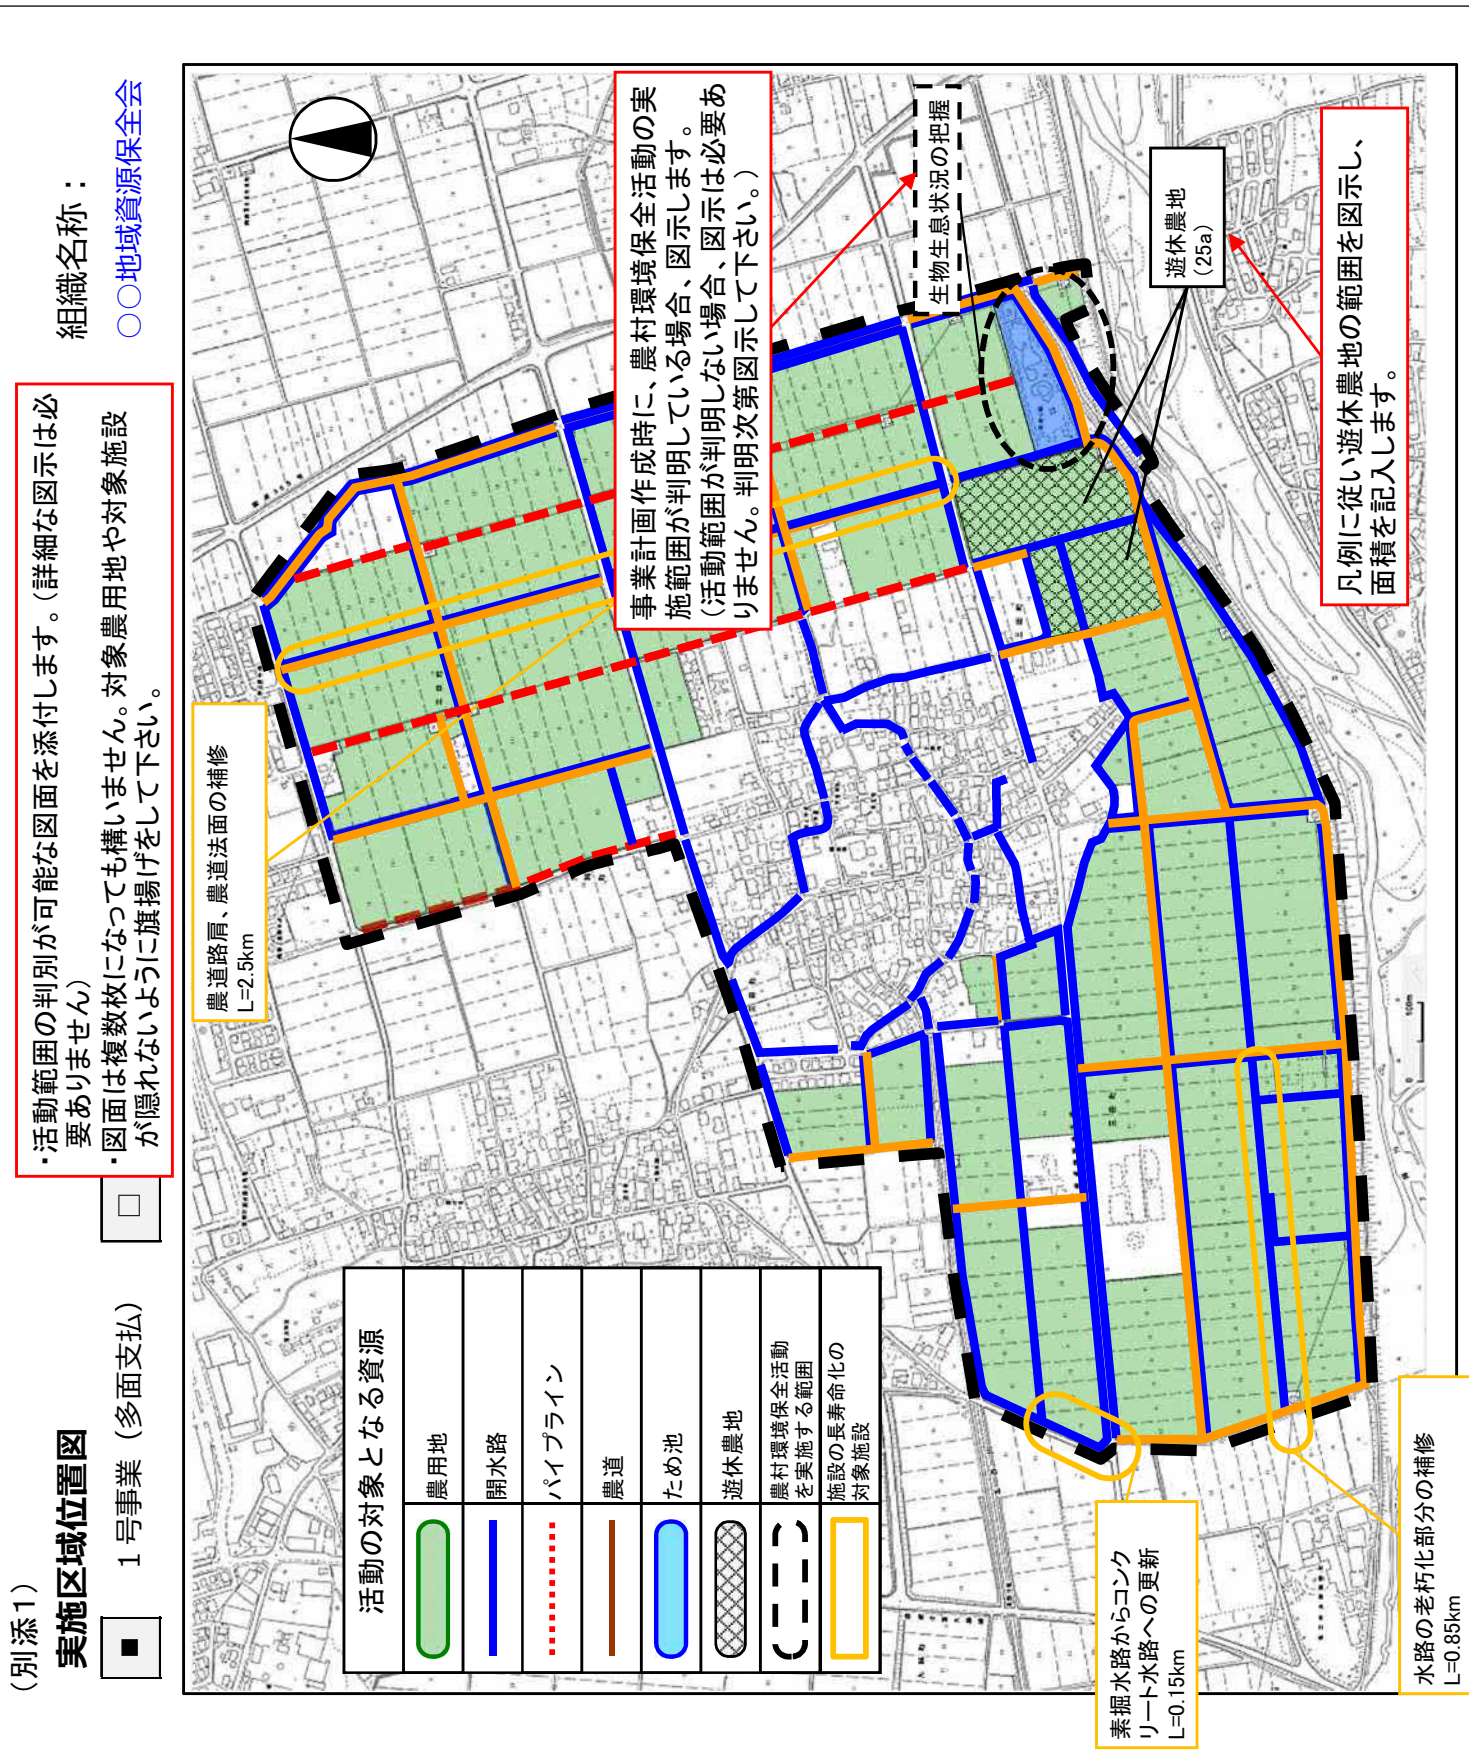 (別添1)
実施区域位置図
■ 1号事業（多面支払）
□
組織名称：
○○地域資源保全会
・活動範囲の判別が可能な図面を添付します。（詳細な図示は必
要ありません）
・図面は複数枚になっても構いません。対象農用地や対象施設
が隠れないように旗揚げをして下さい。
農道路肩、農道法面の補修
L=2.5km
事業計画作成時に、農村環境保全活動の実
施範囲が判明している場合、図示します。
（活動範囲が判明しない場合、図示は必要あ
りません。判明次第図示して下さい。）
生物生息状況の把握
遊休農地
(25a)
凡例に従い遊休農地の範囲を図示し、
面積を記入します。
活動の対象となる資源
農用地
開水路
パイプライン
農道
ため池
遊休農地
農村環境保全活動
を実施する範囲
施設の長寿命化の
対象施設
素掘水路からコンク
リート水路への更新
L=0.15km
水路の老朽化部分の補修
L=0.85km
0 100m